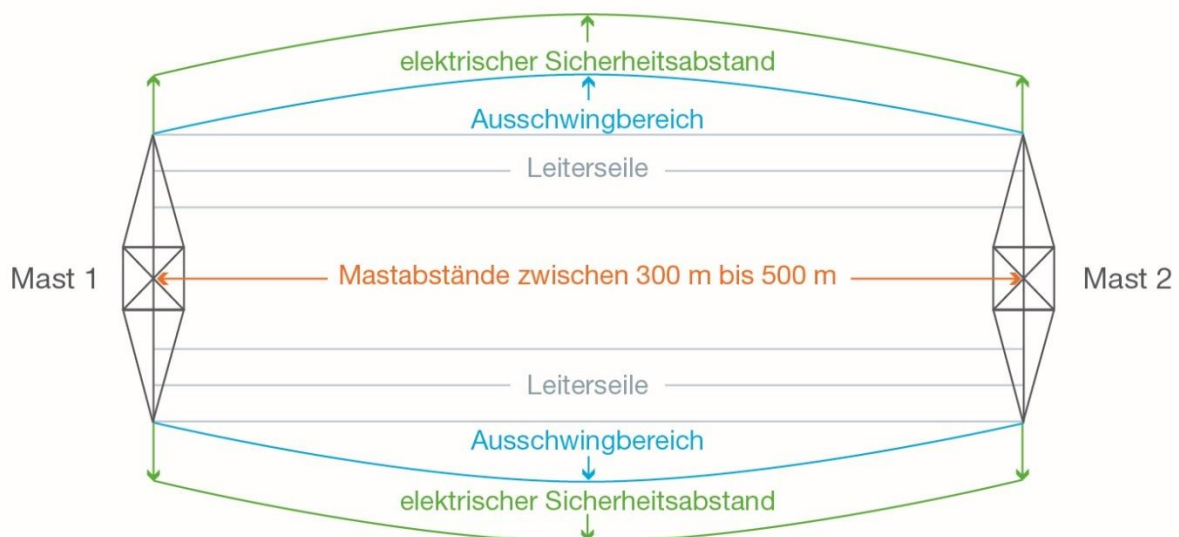 elektrischer Sicherheitsabstand
Ausschwingbereich
Leiterseile
Mast 1
Mastabstände zwischen 300 m bis 500 m
Mast 2
Leiterseile
Ausschwingbereich
elektrischer Sicherheitsabstand